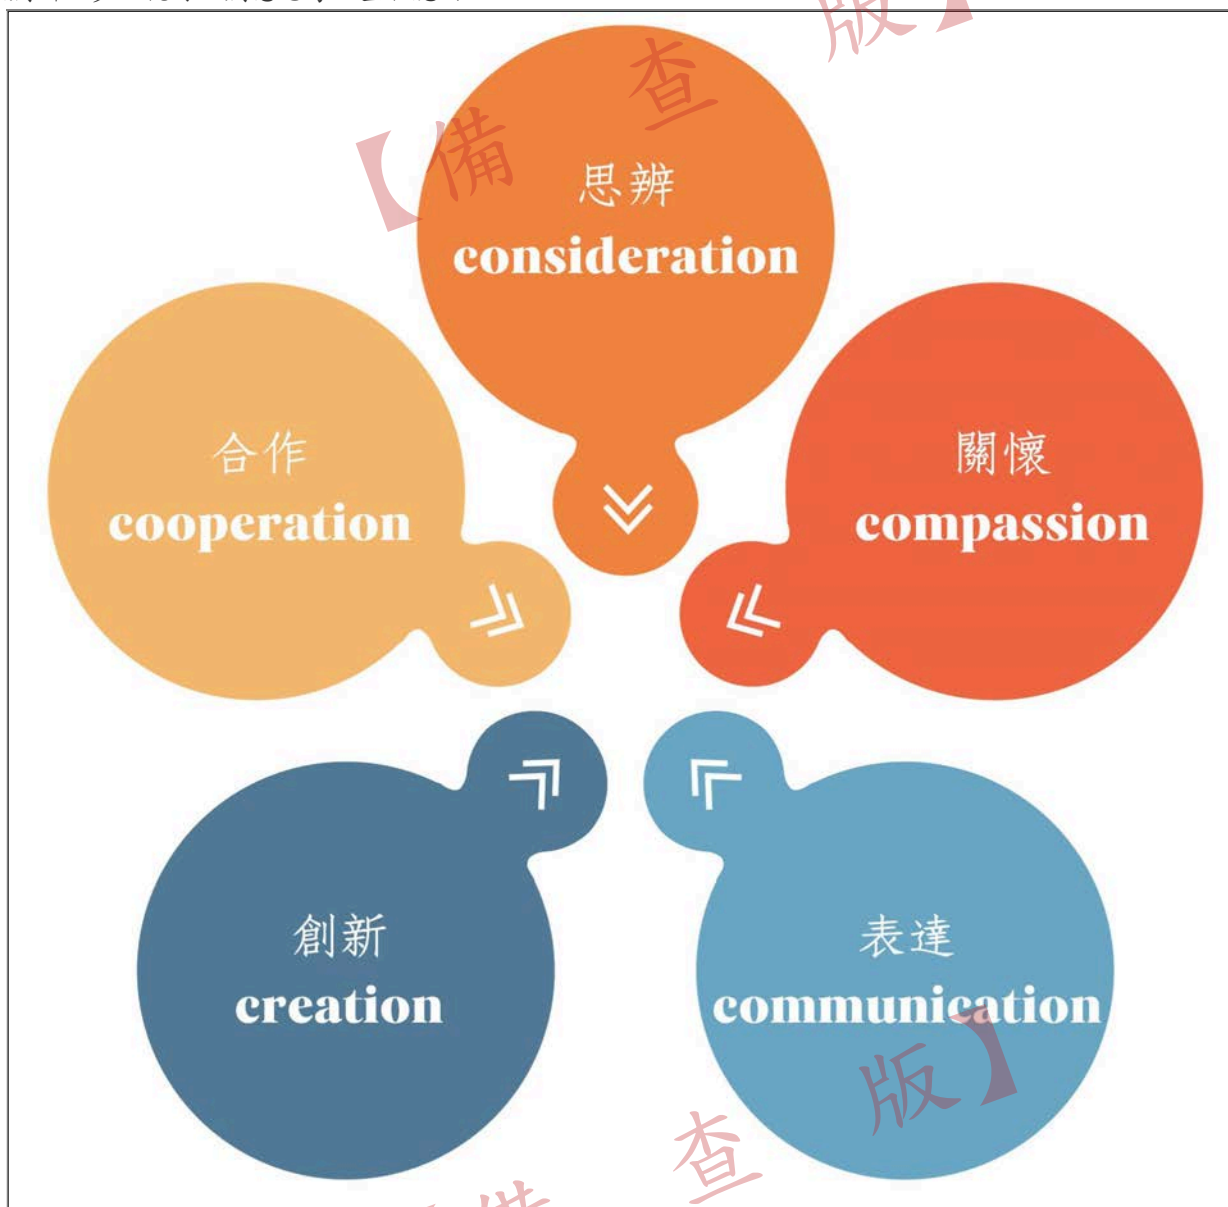 【備查版】
思辨
consideration
合作
cooperation
關懷
compassion
創新
creation
表達
communication
版】
【備查